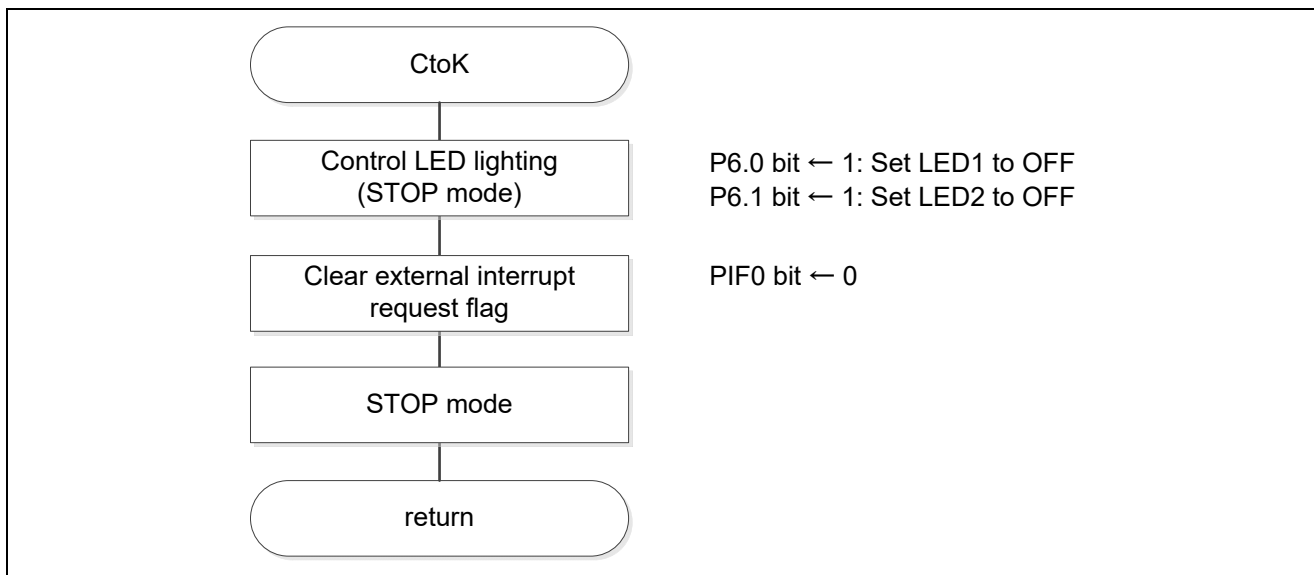 CtoK
Control LED lighting
(STOP mode)
P6.0 bit ← 1: Set LED1 to OFF
P6.1 bit ← 1: Set LED2 to OFF
Clear external interrupt
request flag
PIF0 bit ← 0
STOP mode
return